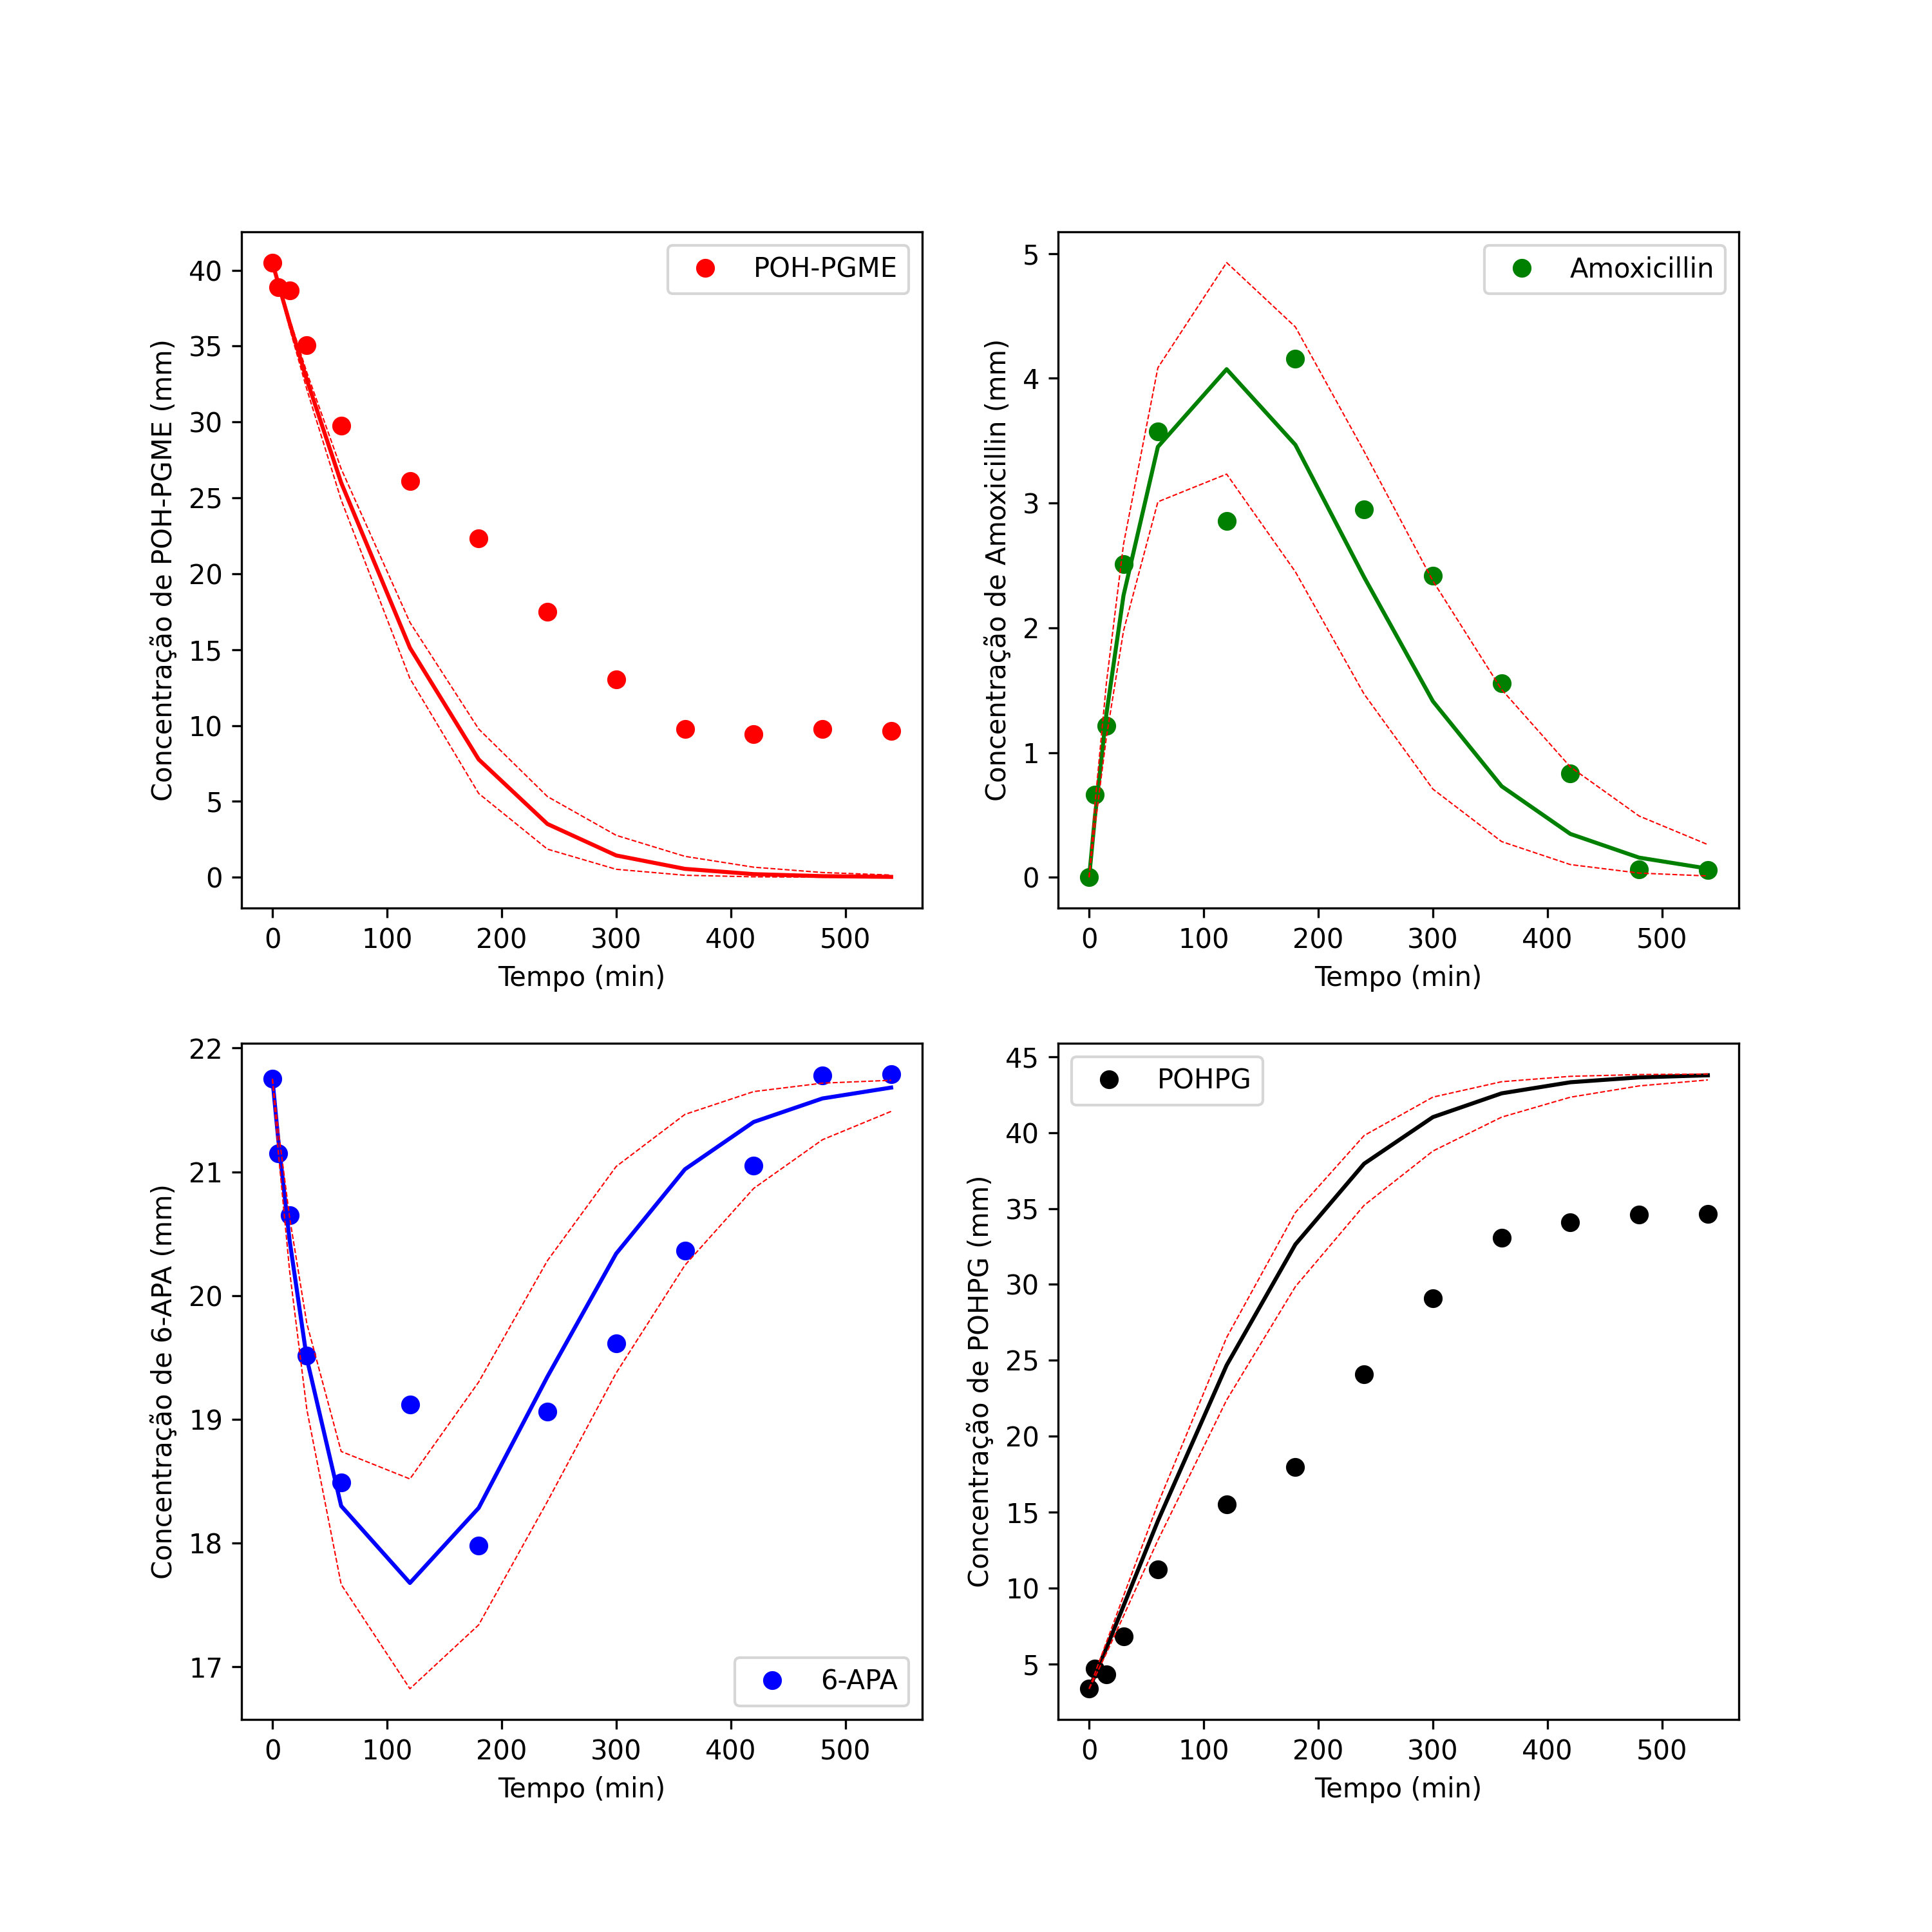 POH-PGME
Concentração de POH-PGME (mm)
40
35
30
25
20
15
10
5
0
0 100 200 300 400 500
Tempo (min)
Amoxicillin
Concentração de Amoxicillin (mm)
5
4
3
2
1
0
0 100 200 300 400 500
Tempo (min)
6-APA
Concentração de 6-APA (mm)
22
21
20
19
18
17
0 100 200 300 400 500
Tempo (min)
POHPG
Concentração de POHPG (mm)
45
40
35
30
25
20
15
10
5
0 100 200 300 400 500
Tempo (min)